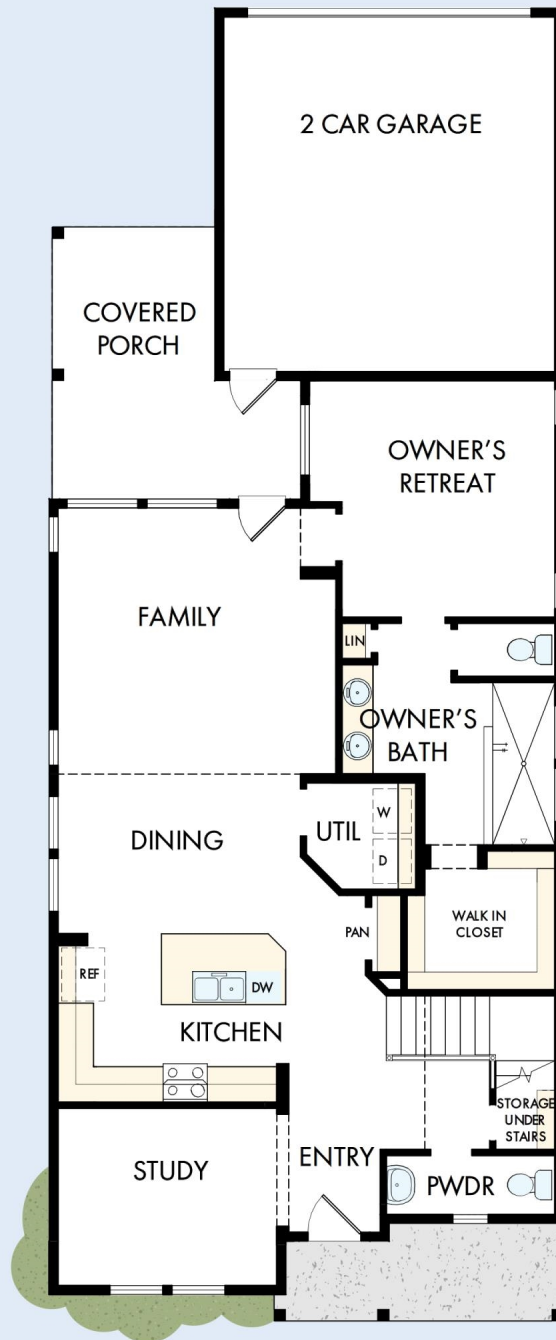 2 CAR GARAGE
COVERED
PORCH
OWNER'S
RETREAT
FAMILY
LIN
OWNER'S
BATH
DINING
UTIL
W
D
PAN
WALK IN
CLOSET
REF
DW
KITCHEN
STORAGE
UNDER
STAIRS
STUDY
ENTRY
PWDR